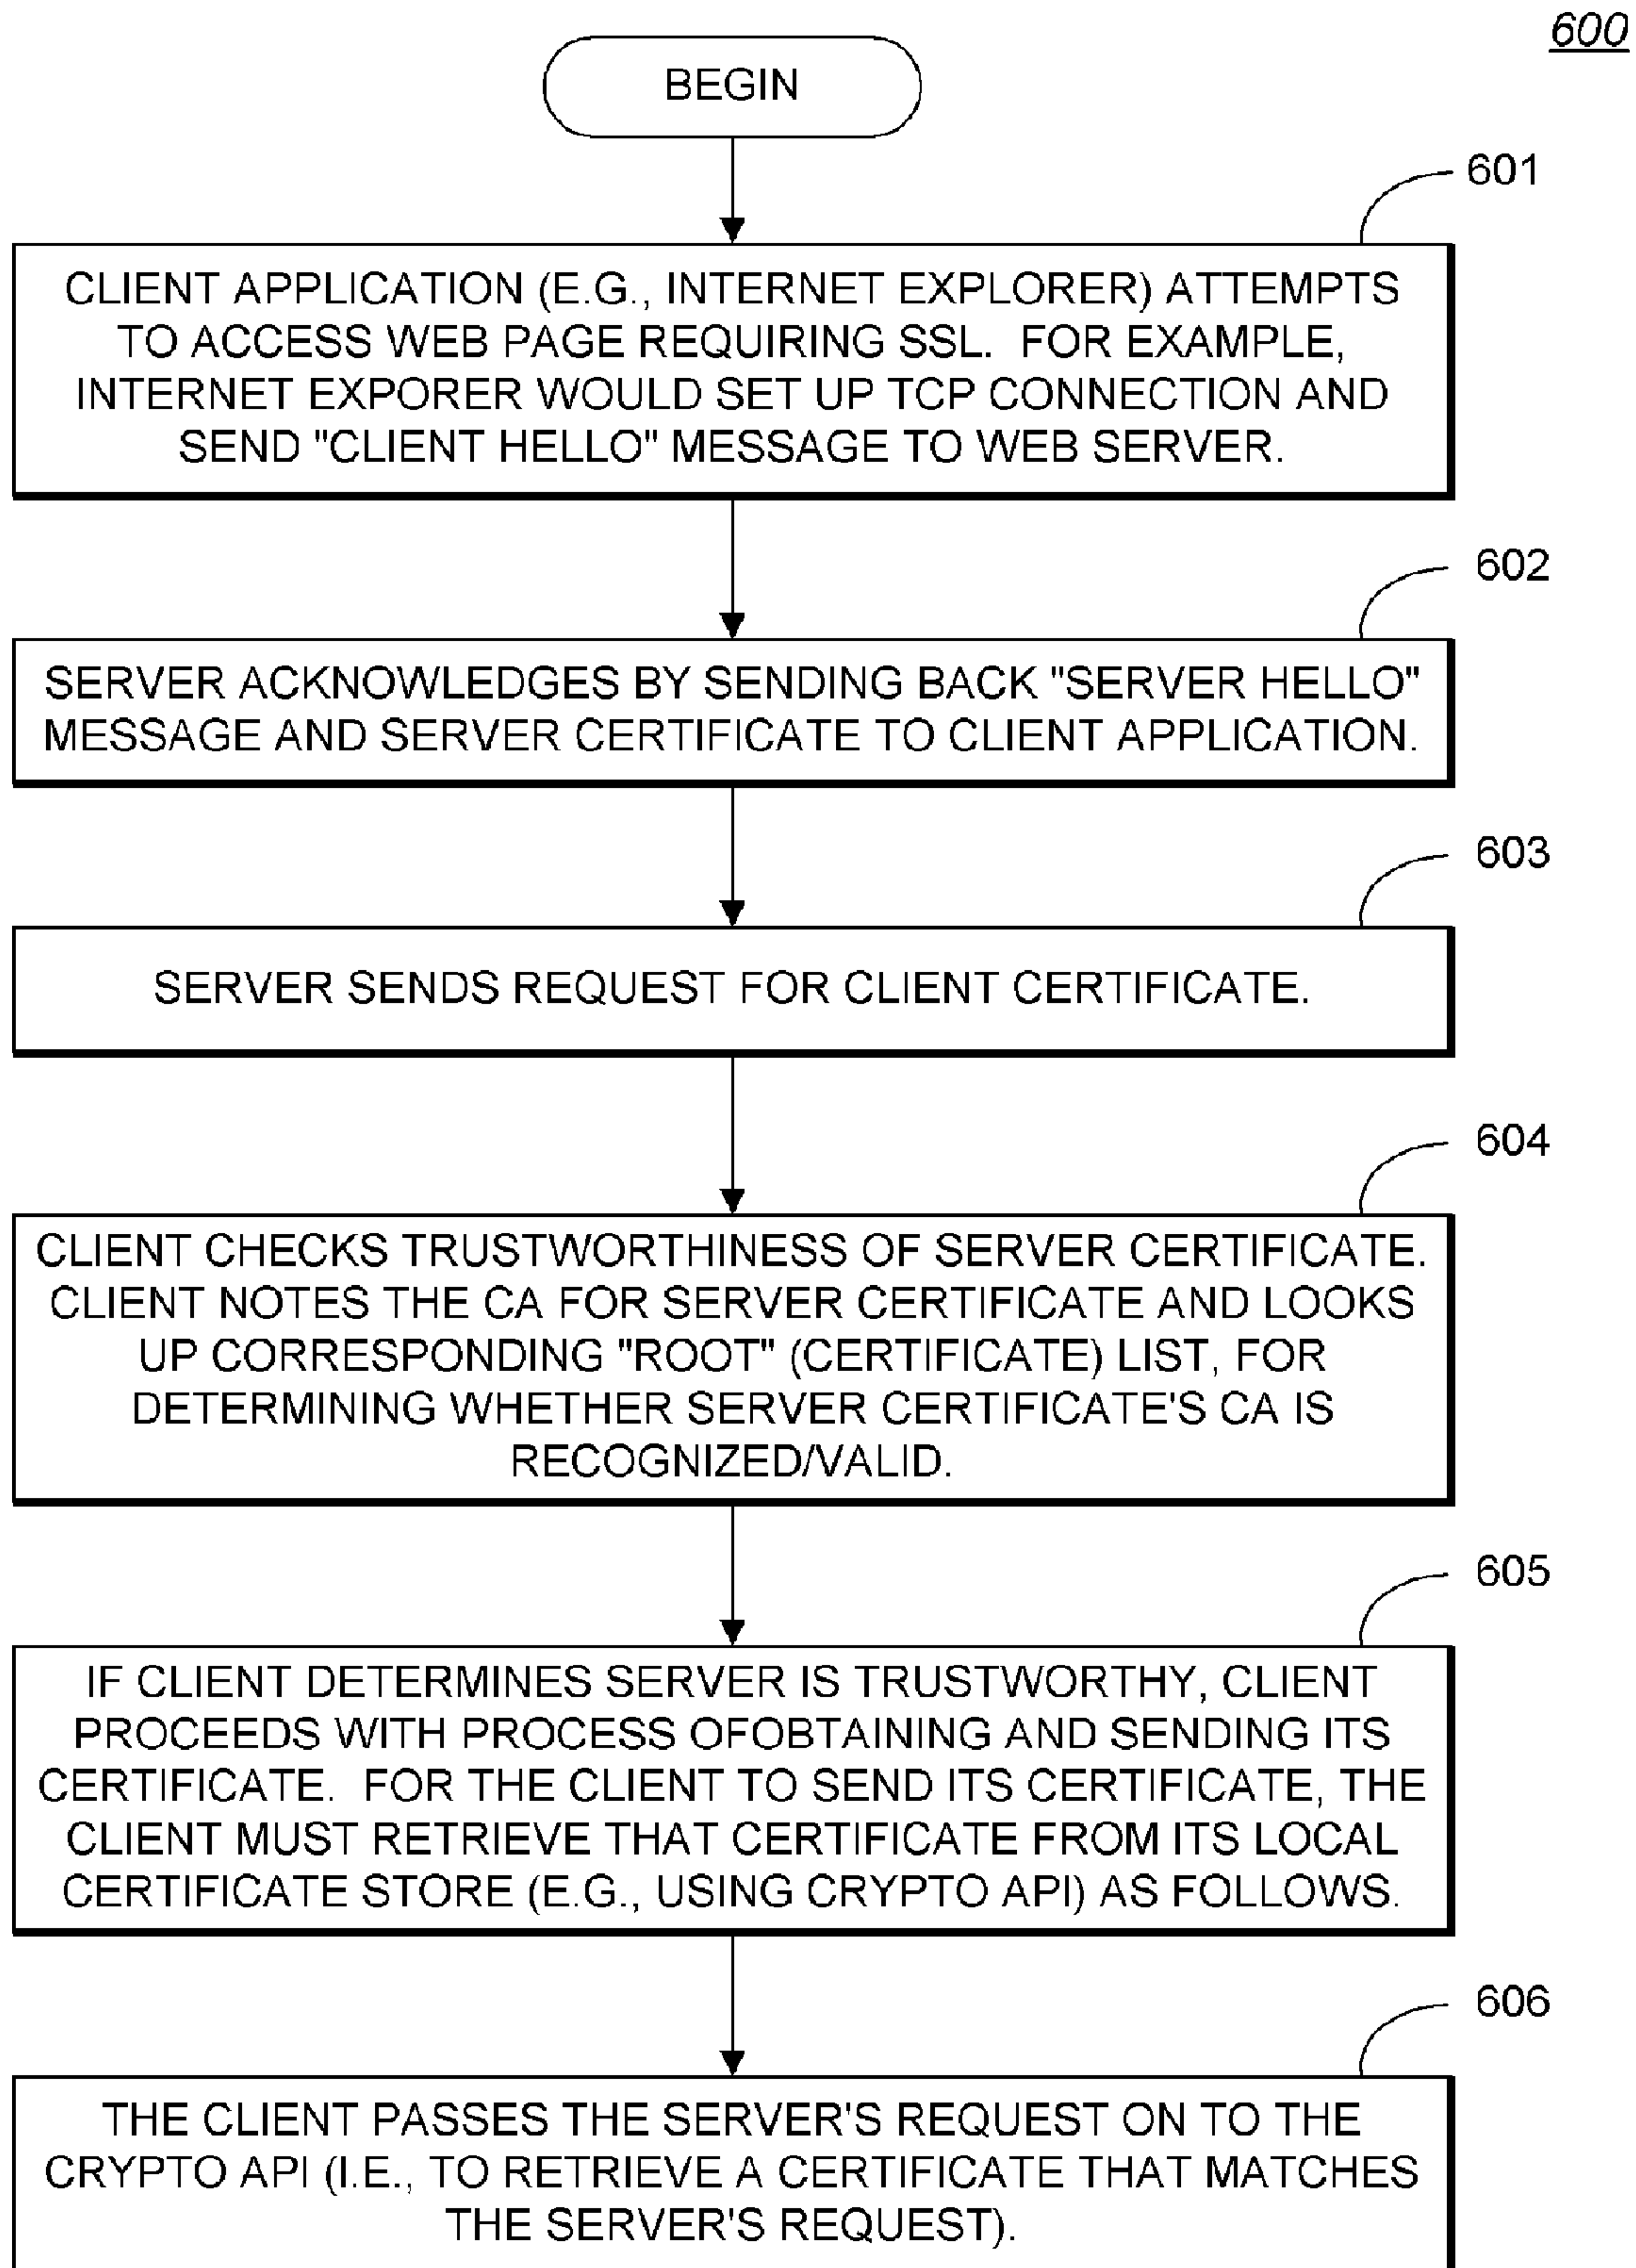 600
BEGIN
601
CLIENT APPLICATION (E.G., INTERNET EXPLORER) ATTEMPTS
TO ACCESS WEB PAGE REQUIRING SSL.  FOR EXAMPLE,
INTERNET EXPORER WOULD SET UP TCP CONNECTION AND
SEND "CLIENT HELLO" MESSAGE TO WEB SERVER.
602
SERVER ACKNOWLEDGES BY SENDING BACK "SERVER HELLO"
MESSAGE AND SERVER CERTIFICATE TO CLIENT APPLICATION.
603
SERVER SENDS REQUEST FOR CLIENT CERTIFICATE.
604
CLIENT CHECKS TRUSTWORTHINESS OF SERVER CERTIFICATE.
CLIENT NOTES THE CA FOR SERVER CERTIFICATE AND LOOKS
UP CORRESPONDING "ROOT" (CERTIFICATE) LIST, FOR
DETERMINING WHETHER SERVER CERTIFICATE'S CA IS
RECOGNIZED/VALID.
605
IF CLIENT DETERMINES SERVER IS TRUSTWORTHY, CLIENT
PROCEEDS WITH PROCESS OFOBTAINING AND SENDING ITS
CERTIFICATE.  FOR THE CLIENT TO SEND ITS CERTIFICATE, THE
CLIENT MUST RETRIEVE THAT CERTIFICATE FROM ITS LOCAL
CERTIFICATE STORE (E.G., USING CRYPTO API) AS FOLLOWS.
606
THE CLIENT PASSES THE SERVER'S REQUEST ON TO THE
CRYPTO API (I.E., TO RETRIEVE A CERTIFICATE THAT MATCHES
THE SERVER'S REQUEST).